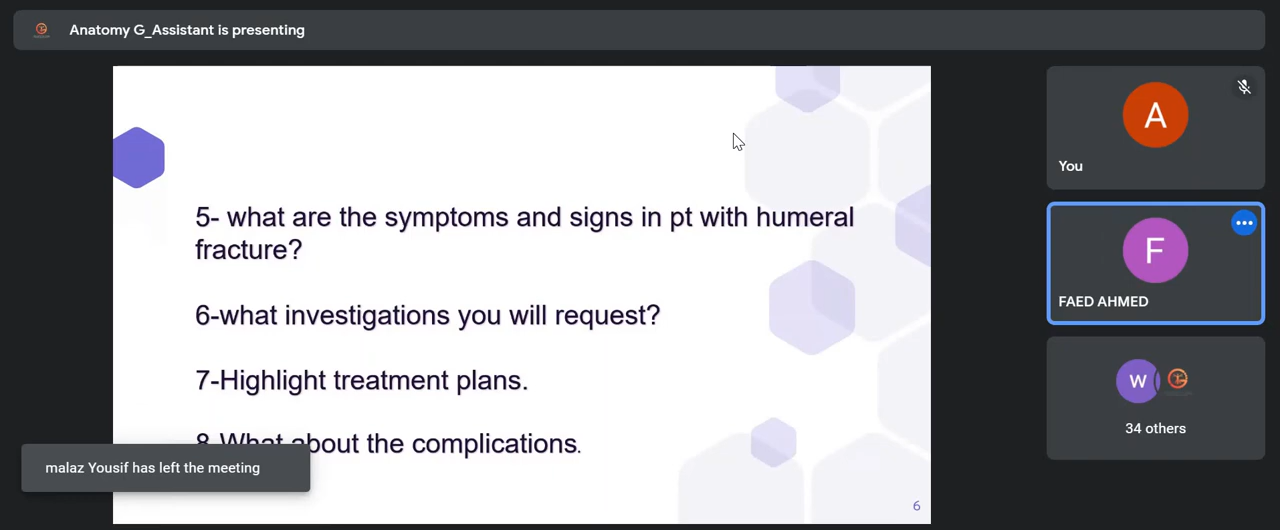 Anatomy G_Assistant is presenting
5- what are the symptoms and signs in pt with humeral
fracture?
6-what investigations you will request?
7-Highlight treatment plans.
8-What about the complications.
malaz Yousif has left the meeting
6
A
You
F
FAED AHMED
W
34 others